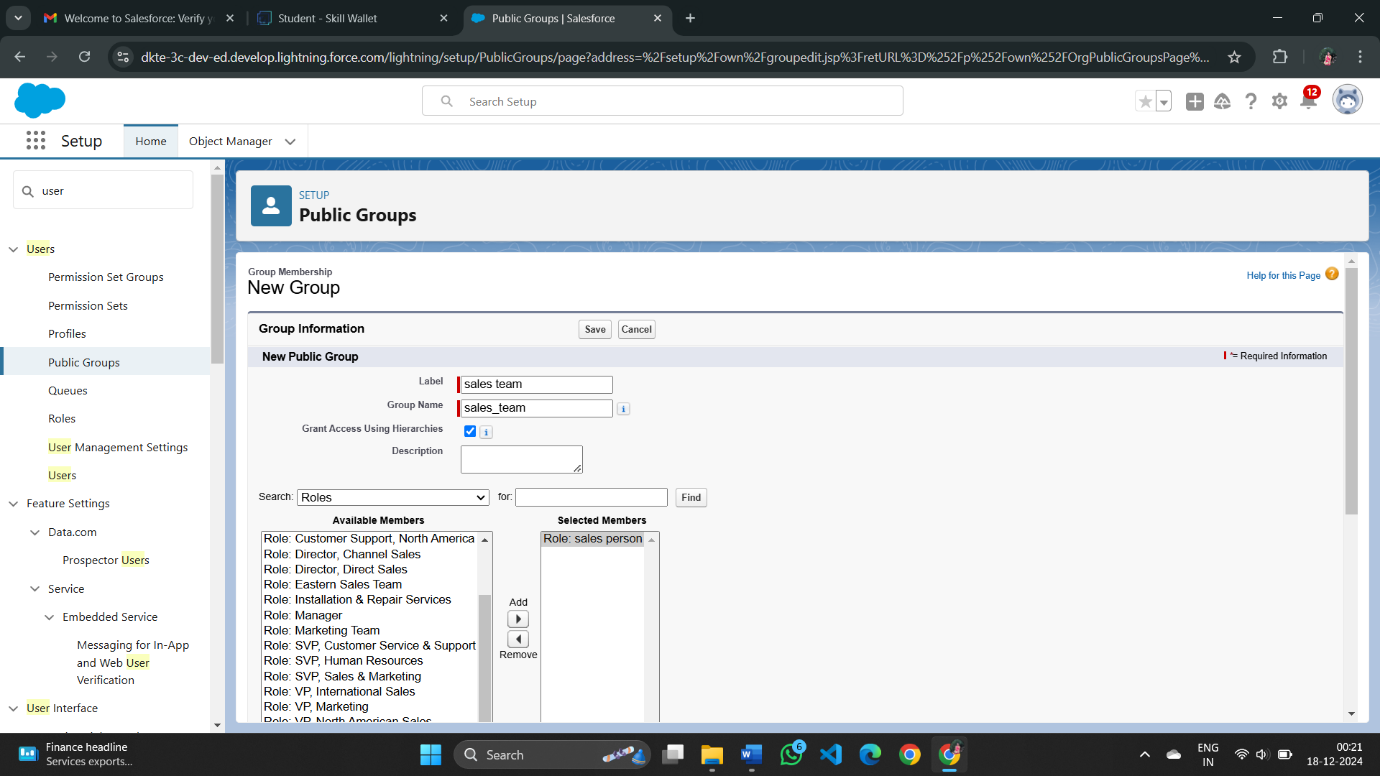 Welcome to Salesforce: Verify y
Student - Skill Wallet
Public Groups | Salesforce
dkte-3c-dev-ed.develop.lightning.force.com/lightning/setup/PublicGroups/page?address=%2Fsetup%2Fown%2Fgroupedit.jsp%3FretURL%3D%252Fp%252Fown%252FOrgPublicGroupsPage%...
Search Setup
12
Setup
Home
Object Manager
user
Users
Permission Set Groups
Permission Sets
Profiles
Public Groups
Queues
Roles
User Management Settings
Users
Feature Settings
Data.com
Prospector Users
Service
Embedded Service
Messaging for In-App
and Web User
Verification
User Interface
SETUP
Public Groups
Group Membership
New Group
Help for this Page
Group Information
Save
Cancel
New Public Group
*= Required Information
Label
sales team
Group Name
sales_team
Grant Access Using Hierarchies
Description
Search:
Roles
for:
Find
Available Members
Selected Members
Role: Customer Support, North America
Role: Director, Channel Sales
Role: Director, Direct Sales
Role: Eastern Sales Team
Role: Installation & Repair Services
Role: Manager
Role: Marketing Team
Role: SVP, Customer Service & Support
Role: SVP, Human Resources
Role: SVP, Sales & Marketing
Role: VP, International Sales
Role: VP, Marketing
Role: VP, North American Sales
Add
Remove
Role: sales person
Finance headline
Services exports...
Search
6
ENG
IN
00:21
18-12-2024